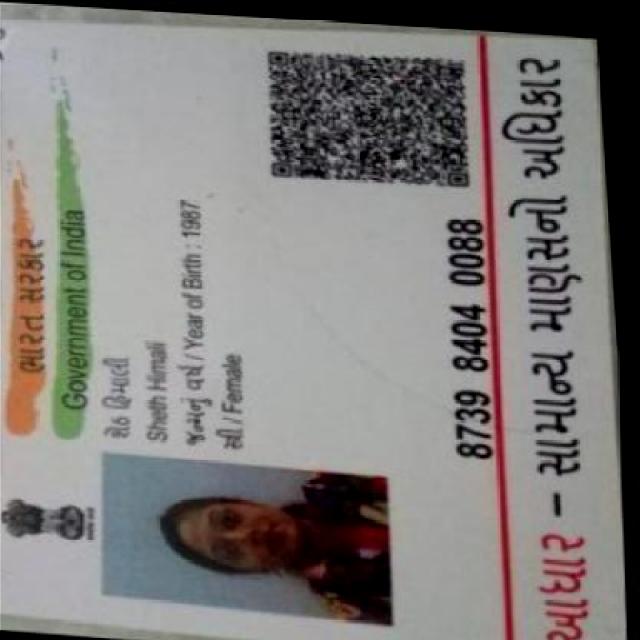 ભારત સરકાર
Government of India
શેઠ હિમાલી
Sheth Himali
જન્મનું વર્ષ / Year of Birth : 1987
સ્ત્રી / Female
8739 8404 0088
આધાર – સામાન્ય માણસનો અધિકાર